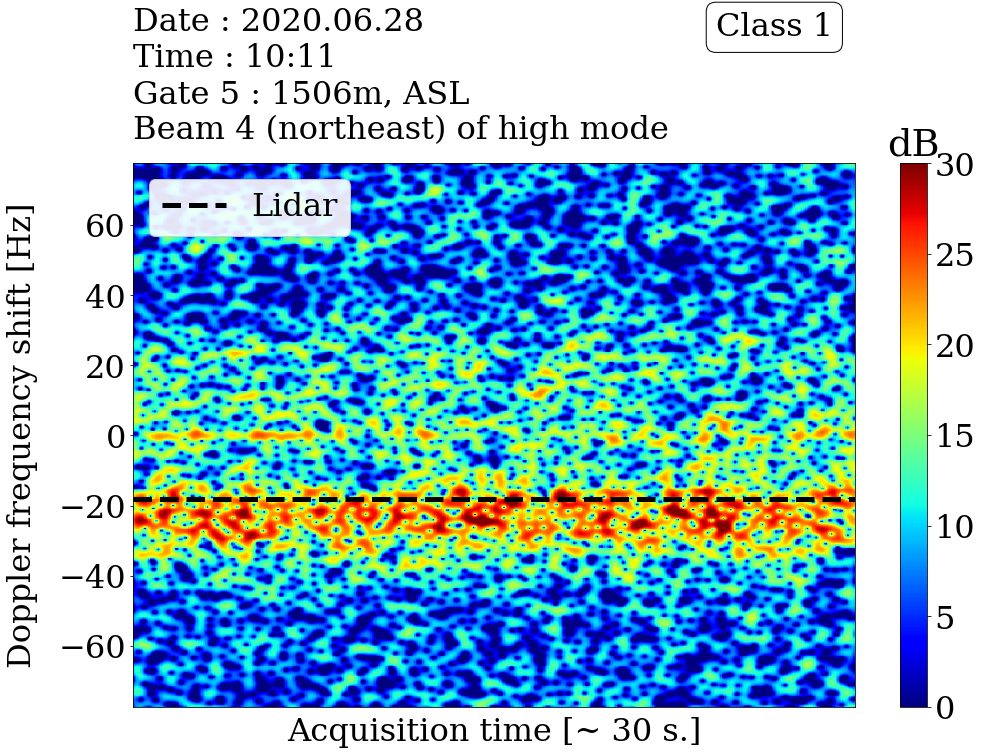 Date : 2020.06.28
Class 1
Time : 10:11
Gate 5 : 1506m, ASL
Beam 4 (northeast) of high mode
dB
Lidar
Doppler frequency shift [Hz]
60
40
20
0
−20
−40
−60
30
25
20
15
10
5
0
Acquisition time [~ 30 s.]